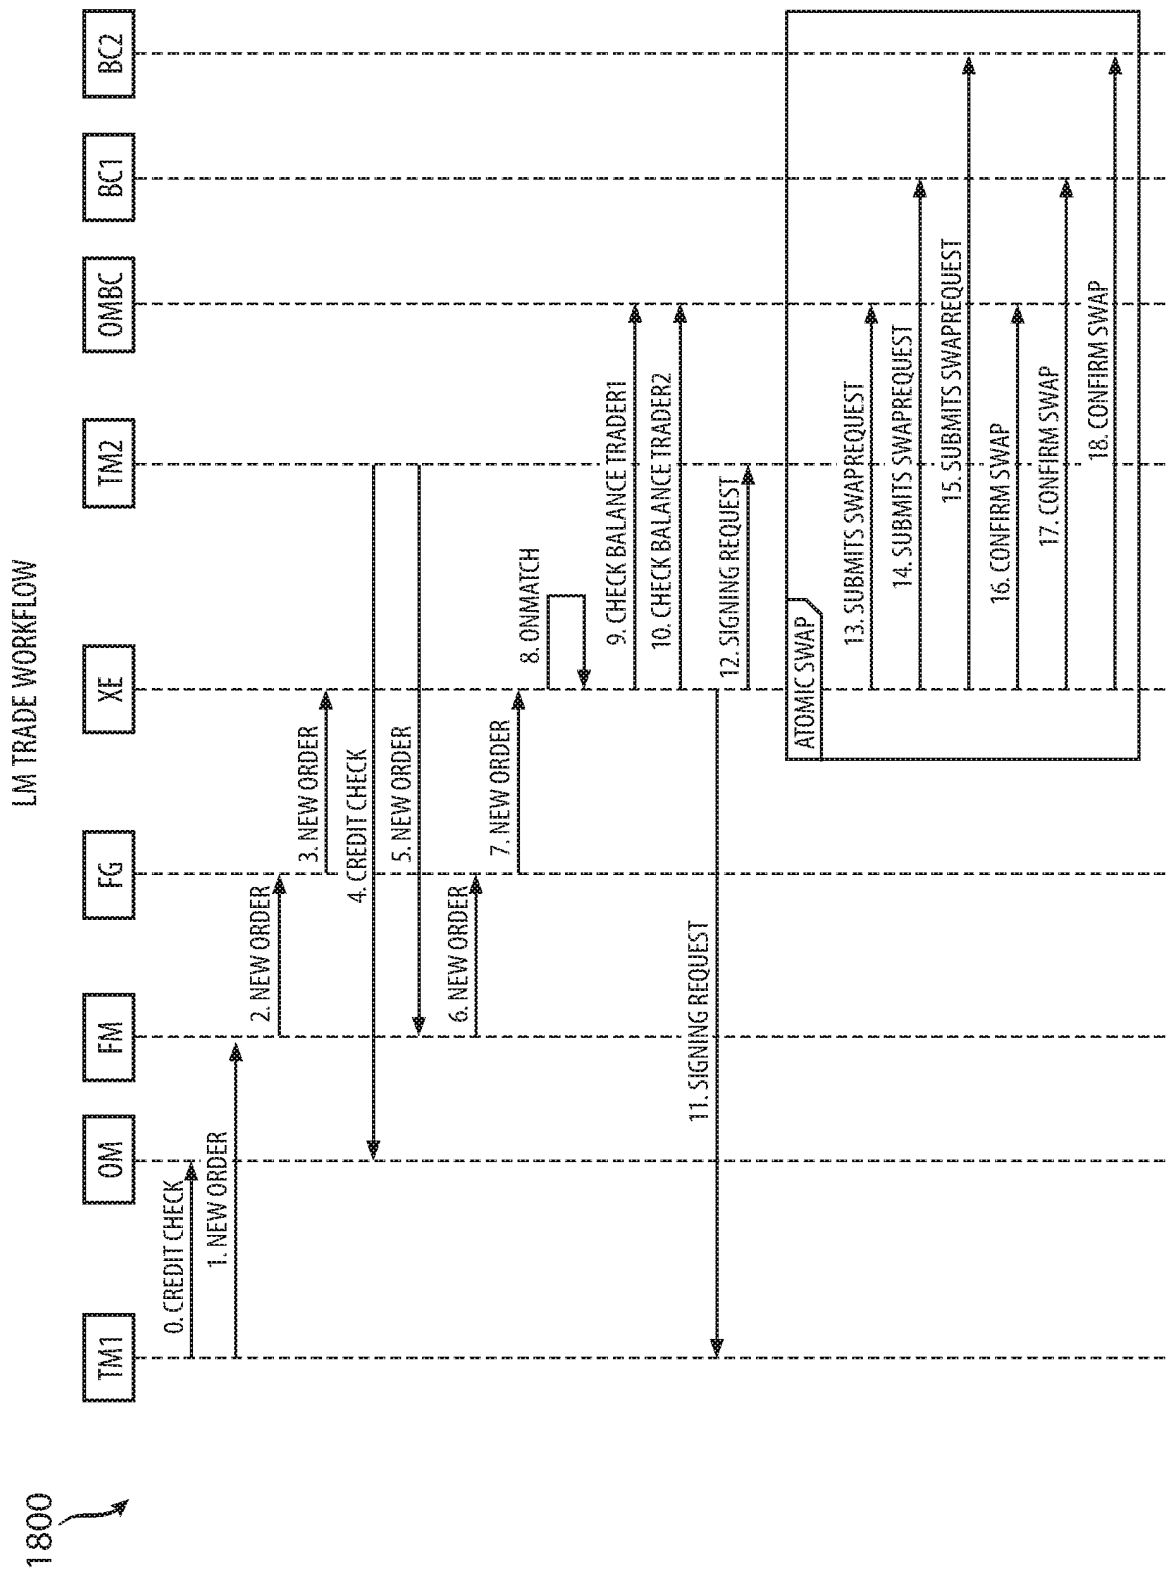 1800
LM TRADE WORKFLOW
TM1
OM
FM
FG
XE
TM2
OMBC
BC1
BC2
0. CREDIT CHECK
1. NEW ORDER
2. NEW ORDER
3. NEW ORDER
4. CREDIT CHECK
5. NEW ORDER
6. NEW ORDER
7. NEW ORDER
8. ONMATCH
9. CHECK BALANCE TRADER1
10. CHECK BALANCE TRADER2
11. SIGNING REQUEST
12. SIGNING REQUEST
ATOMIC SWAP
13. SUBMITS SWAPREQUEST
14. SUBMITS SWAPREQUEST
15. SUBMITS SWAPREQUEST
16. CONFIRM SWAP
17. CONFIRM SWAP
18. CONFIRM SWAP